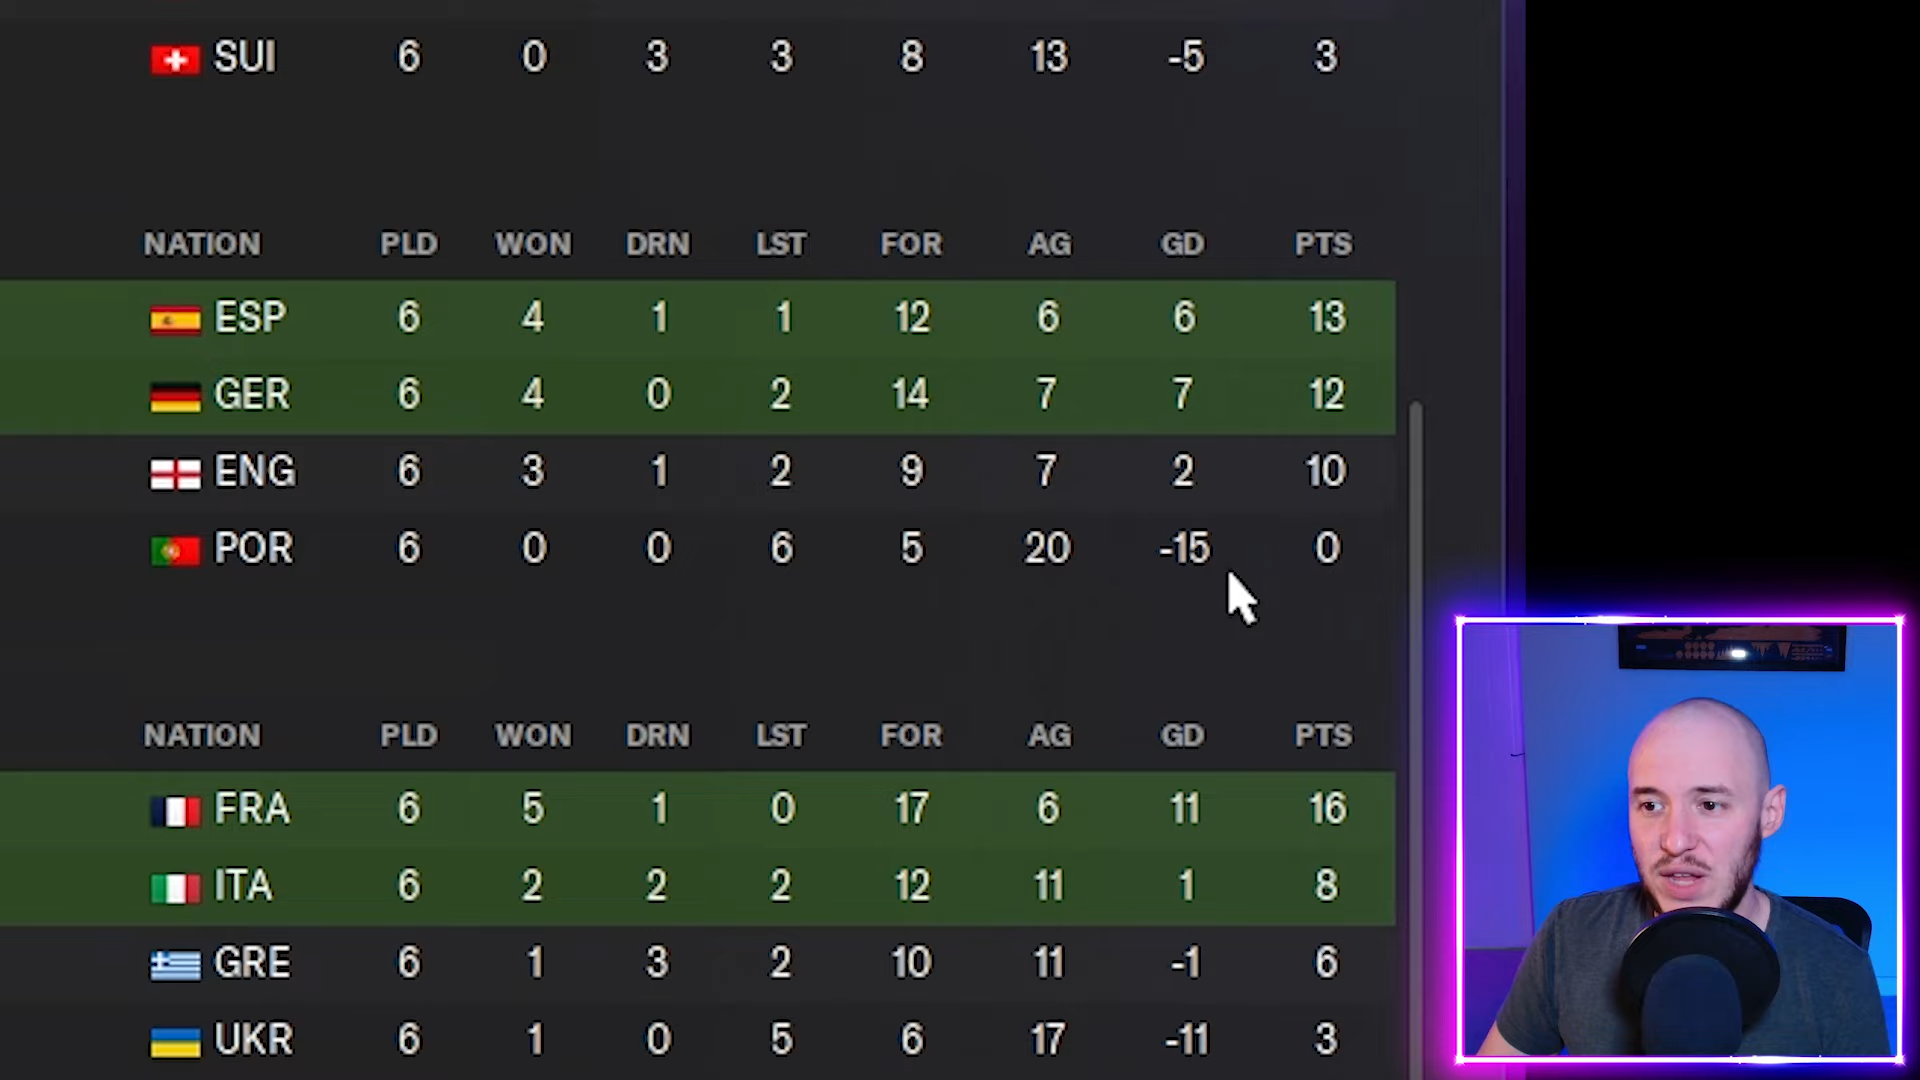 SUI 6 0 3 3 8 13 -5 3
NATION PLD WON DRN LST FOR AG GD PTS
ESP 6 4 1 1 12 6 6 13
GER 6 4 0 2 14 7 7 12
ENG 6 3 1 2 9 7 2 10
POR 6 0 0 6 5 20 -15 0
NATION PLD WON DRN LST FOR AG GD PTS
FRA 6 5 1 0 17 6 11 16
ITA 6 2 2 2 12 11 1 8
GRE 6 1 3 2 10 11 -1 6
UKR 6 1 0 5 6 17 -11 3